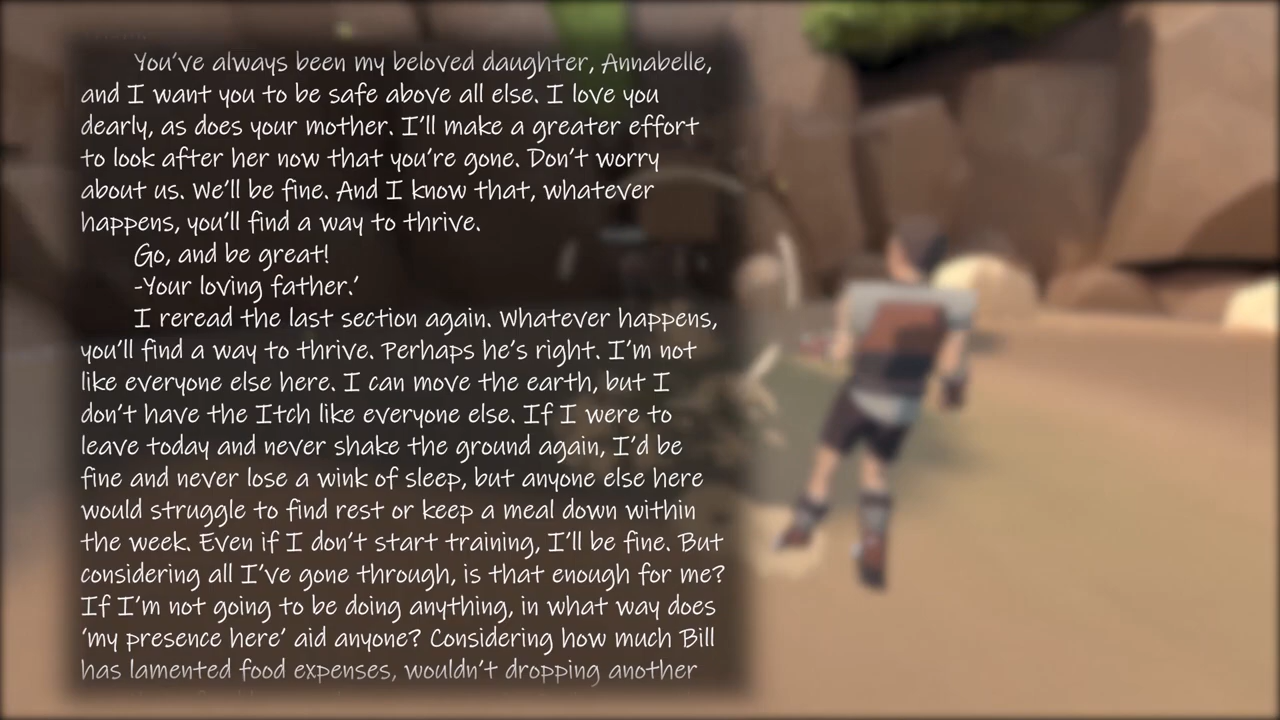 You've always been my beloved daughter, Annabelle,
and I want you to be safe above all else. I love you
dearly, as does your mother. I'll make a greater effort
to look after her now that you're gone. Don't worry
about us. We'll be fine. And I know that, whatever
happens, you'll find a way to thrive.
Go, and be great!
-Your loving father.'
I reread the last section again. Whatever happens,
you'll find a way to thrive. Perhaps he's right. I'm not
like everyone else here. I can move the earth, but I
don't have the Itch like everyone else. If I were to
leave today and never shake the ground again, I'd be
fine and never lose a wink of sleep, but anyone else here
would struggle to find rest or keep a meal down within
the week. Even if I don't start training, I'll be fine. But
considering all I've gone through, is that enough for me?
If I'm not going to be doing anything, in what way does
'my presence here' aid anyone? Considering how much Bill
has lamented food expenses, wouldn't dropping another